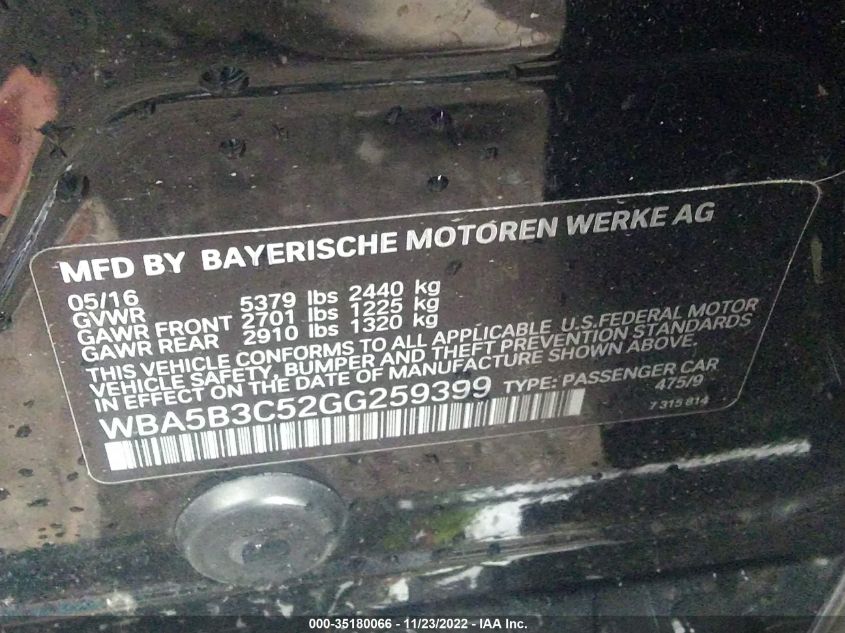 MFD BY BAYERISCHE MOTOREN WERKE AG
05/16
GVWR 5379 lbs 2440 kg
GAWR FRONT 2701 lbs 1225 kg
GAWR REAR 2910 lbs 1320 kg
THIS VEHICLE CONFORMS TO ALL APPLICABLE U.S.FEDERAL MOTOR
VEHICLE SAFETY, BUMPER AND THEFT PREVENTION STANDARDS
IN EFFECT ON THE DATE OF MANUFACTURE SHOWN ABOVE.
WBA5B3C52GG259399 TYPE: PASSENGER CAR
475/9
7 315 814
000-35180066 - 11/23/2022 - IAA Inc.